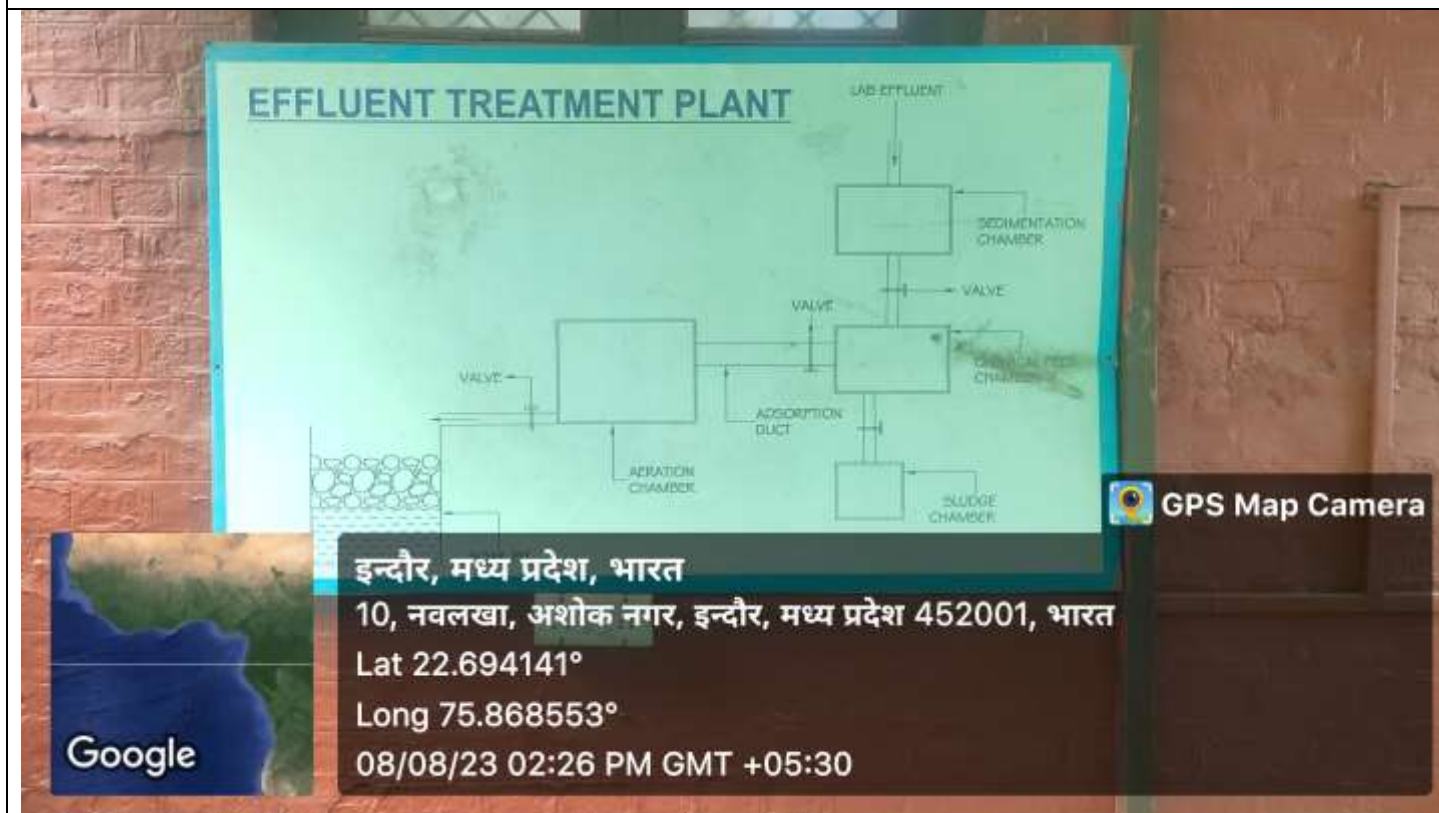 EFFLUENT TREATMENT PLANT
LAB EFFLUENT
SEDIMENTATION
CHAMBER
VALVE
VALVE
CHAMBER
VALVE
ADSORPTION
DUCT
AERATION
CHAMBER
SLUDGE
CHAMBER
GPS Map Camera
इन्दौर, मध्य प्रदेश, भारत
10, नवलखा, अशोक नगर, इन्दौर, मध्य प्रदेश 452001, भारत
Lat 22.694141°
Long 75.868553°
08/08/23 02:26 PM GMT +05:30
Google